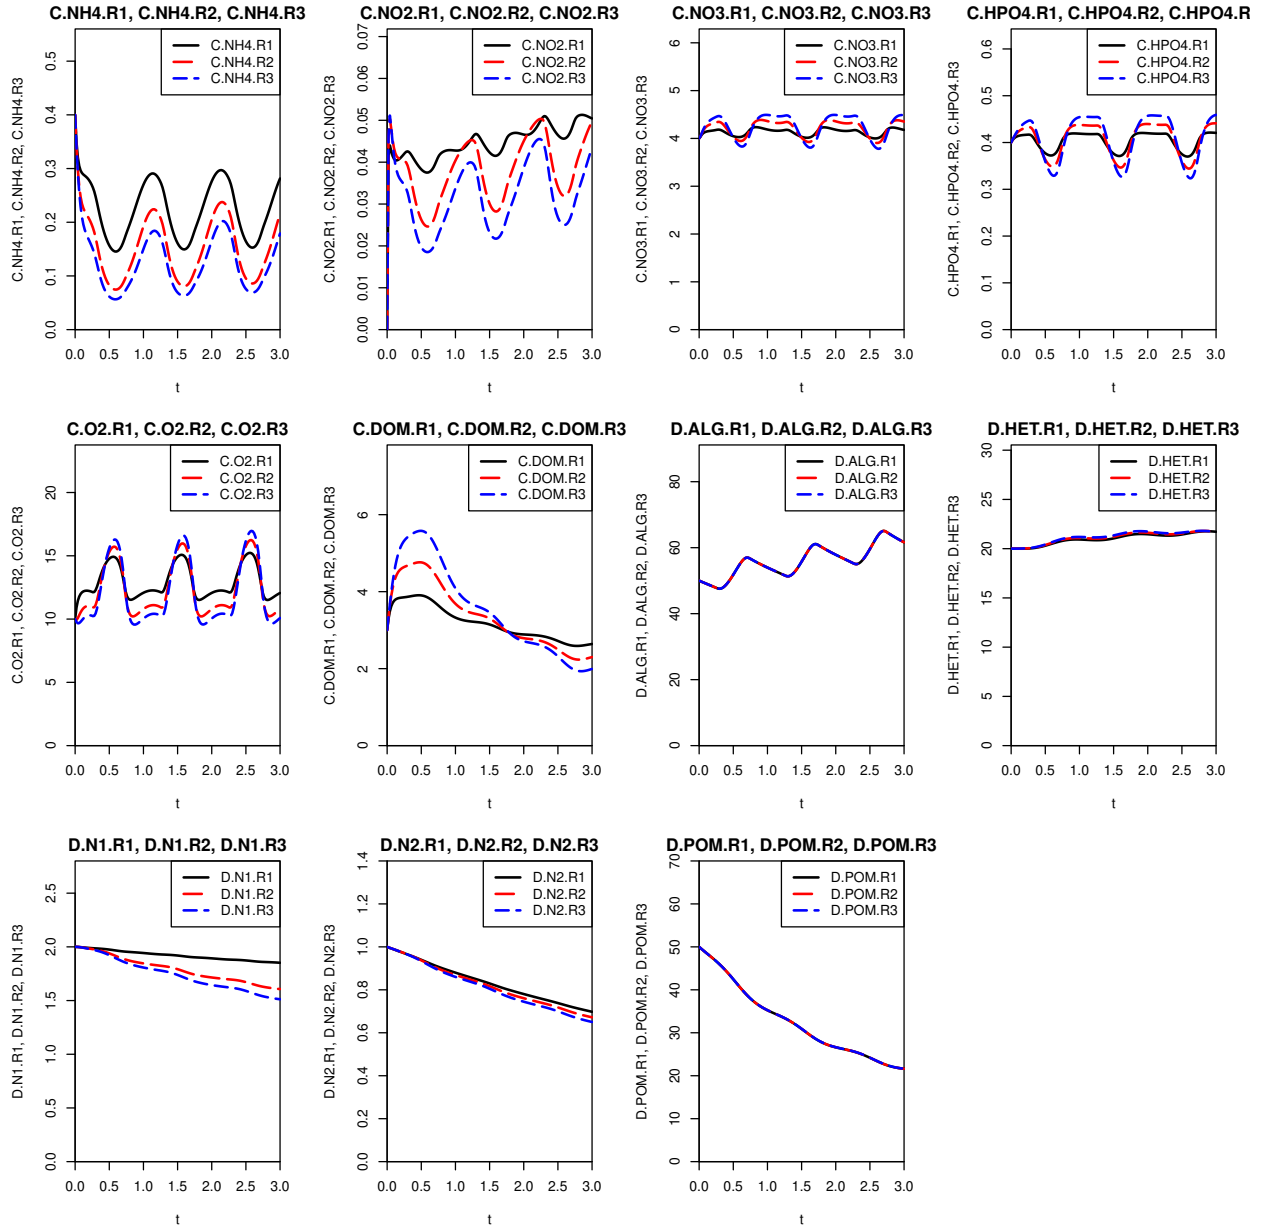 C.NH4.R1, C.NH4.R2, C.NH4.R3
C.NH4.R1, C.NH4.R2, C.NH4.R3
0.0 0.1 0.2 0.3 0.4 0.5
C.NH4.R1
C.NH4.R2
C.NH4.R3
0.0 0.5 1.0 1.5 2.0 2.5 3.0
t
C.NO2.R1, C.NO2.R2, C.NO2.R3
C.NO2.R1, C.NO2.R2, C.NO2.R3
0.00 0.01 0.02 0.03 0.04 0.05 0.06 0.07
C.NO2.R1
C.NO2.R2
C.NO2.R3
0.0 0.5 1.0 1.5 2.0 2.5 3.0
t
C.NO3.R1, C.NO3.R2, C.NO3.R3
C.NO3.R1, C.NO3.R2, C.NO3.R3
0 1 2 3 4 5 6
C.NO3.R1
C.NO3.R2
C.NO3.R3
0.0 0.5 1.0 1.5 2.0 2.5 3.0
t
C.HPO4.R1, C.HPO4.R2, C.HPO4.R
C.HPO4.R1, C.HPO4.R2, C.HPO4.R3
0.0 0.1 0.2 0.3 0.4 0.5 0.6
C.HPO4.R1
C.HPO4.R2
C.HPO4.R3
0.0 0.5 1.0 1.5 2.0 2.5 3.0
t
C.O2.R1, C.O2.R2, C.O2.R3
C.O2.R1, C.O2.R2, C.O2.R3
0 5 10 15 20
C.O2.R1
C.O2.R2
C.O2.R3
0.0 0.5 1.0 1.5 2.0 2.5 3.0
t
C.DOM.R1, C.DOM.R2, C.DOM.R3
C.DOM.R1, C.DOM.R2, C.DOM.R3
0 2 4 6
C.DOM.R1
C.DOM.R2
C.DOM.R3
0.0 0.5 1.0 1.5 2.0 2.5 3.0
t
D.ALG.R1, D.ALG.R2, D.ALG.R3
D.ALG.R1, D.ALG.R2, D.ALG.R3
0 20 40 60 80
D.ALG.R1
D.ALG.R2
D.ALG.R3
0.0 0.5 1.0 1.5 2.0 2.5 3.0
t
D.HET.R1, D.HET.R2, D.HET.R3
D.HET.R1, D.HET.R2, D.HET.R3
0 5 10 15 20 25 30
D.HET.R1
D.HET.R2
D.HET.R3
0.0 0.5 1.0 1.5 2.0 2.5 3.0
t
D.N1.R1, D.N1.R2, D.N1.R3
D.N1.R1, D.N1.R2, D.N1.R3
0.0 0.5 1.0 1.5 2.0 2.5
D.N1.R1
D.N1.R2
D.N1.R3
0.0 0.5 1.0 1.5 2.0 2.5 3.0
t
D.N2.R1, D.N2.R2, D.N2.R3
D.N2.R1, D.N2.R2, D.N2.R3
0.0 0.2 0.4 0.6 0.8 1.0 1.2 1.4
D.N2.R1
D.N2.R2
D.N2.R3
0.0 0.5 1.0 1.5 2.0 2.5 3.0
t
D.POM.R1, D.POM.R2, D.POM.R3
D.POM.R1, D.POM.R2, D.POM.R3
0 10 20 30 40 50 60 70
D.POM.R1
D.POM.R2
D.POM.R3
0.0 0.5 1.0 1.5 2.0 2.5 3.0
t